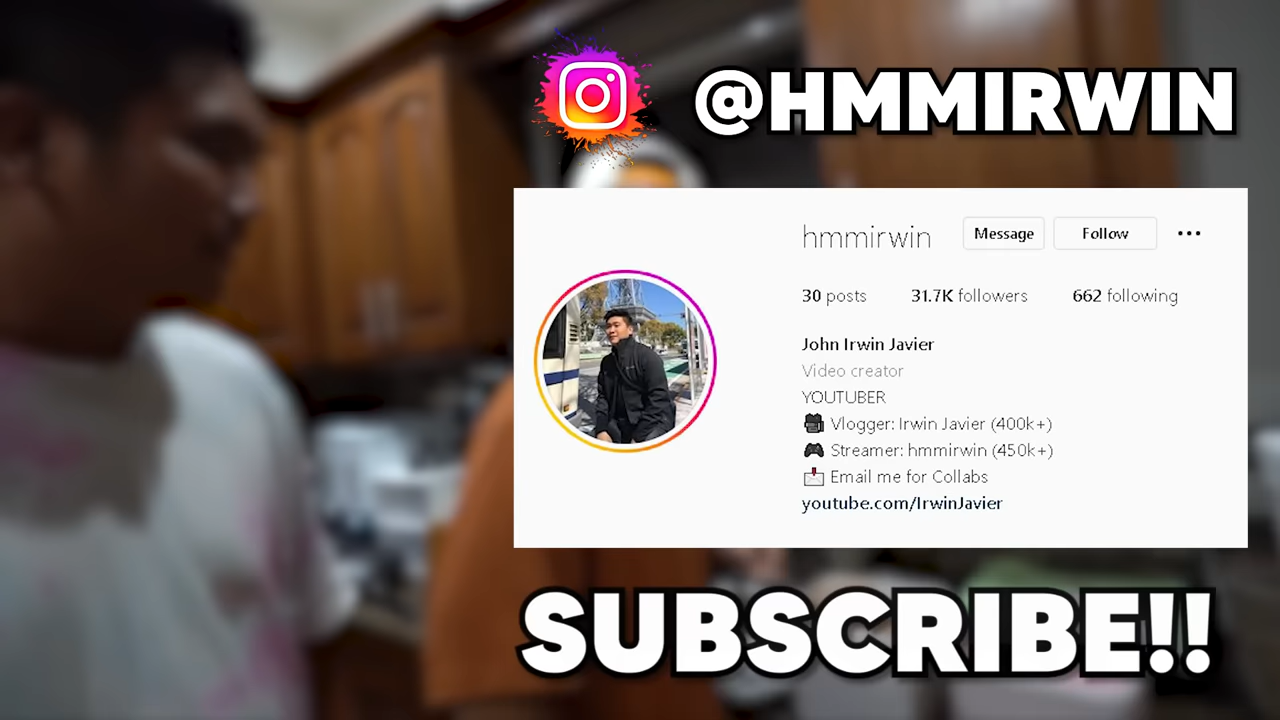 @HMMIRWIN
hmmirwin Message Follow
30 posts 31.7K followers 662 following
John Irwin Javier
Video creator
YOUTUBER
Vlogger: Irwin Javier (400k+)
Streamer: hmmirwin (450k+)
Email me for Collabs
youtube.com/IrwinJavier
SUBSCRIBE!!